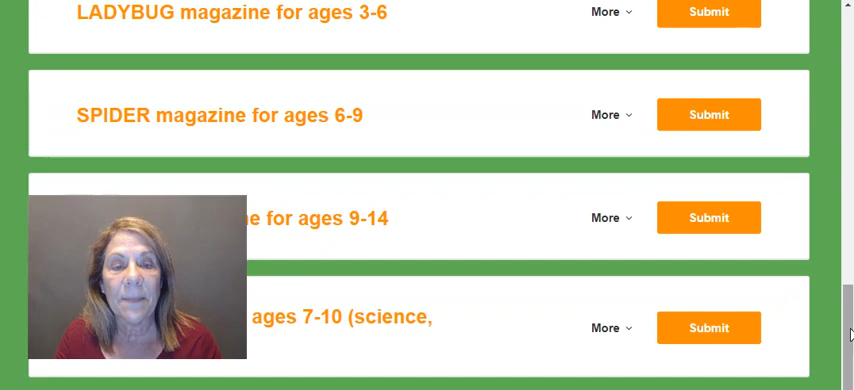 LADYBUG magazine for ages 3-6
More
Submit
SPIDER magazine for ages 6-9
More
Submit
for ages 9-14
More
Submit
ages 7-10 (science,
More
Submit